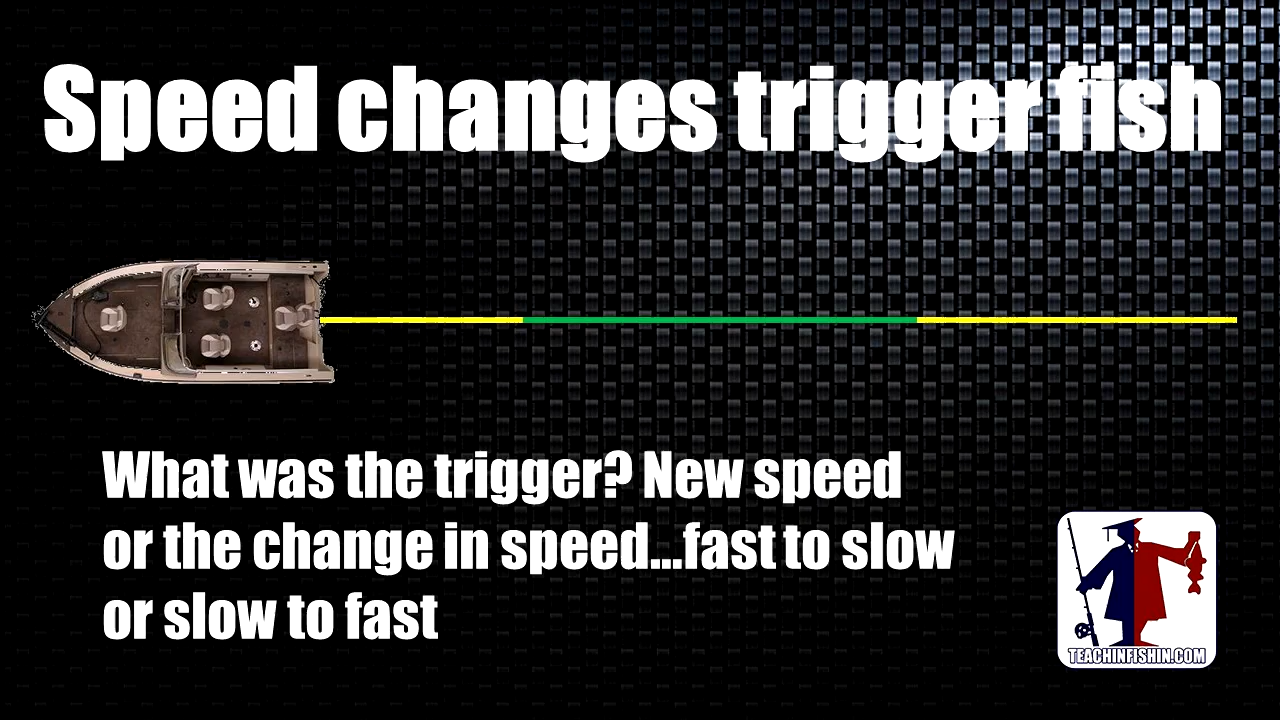 Speed changes trigger fish
What was the trigger? New speed
or the change in speed...fast to slow
or slow to fast
TEACHINFISHIN.COM